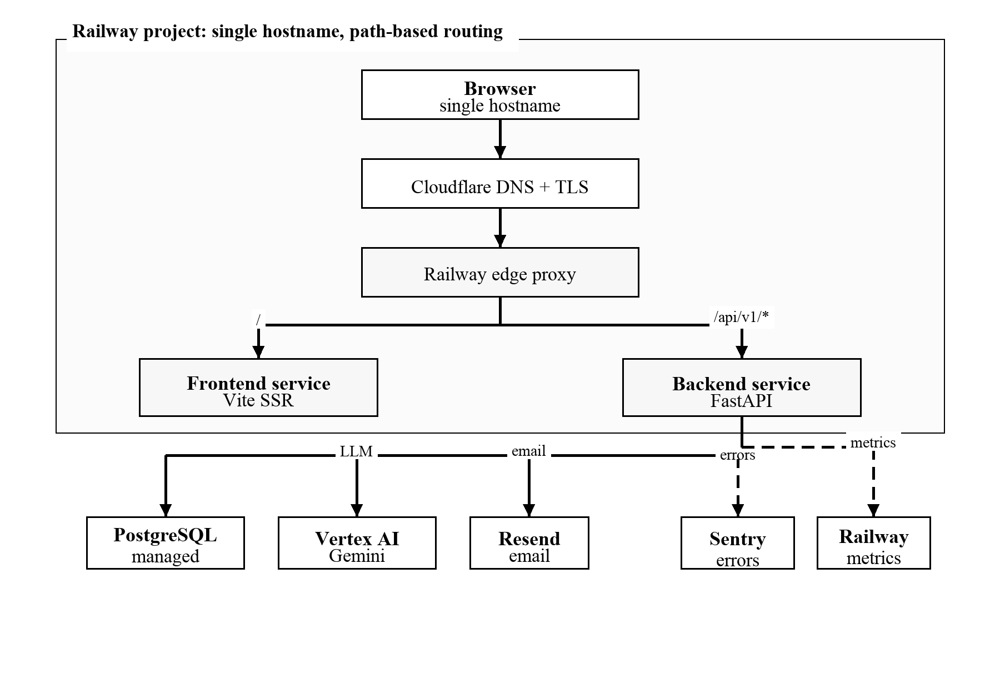 Railway project: single hostname, path-based routing
Browser
single hostname
Cloudflare DNS + TLS
Railway edge proxy
/
/api/v1/*
Frontend service
Vite SSR
Backend service
FastAPI
metrics
LLM
email
errors
PostgreSQL
managed
Vertex AI
Gemini
Resend
email
Sentry
errors
Railway
metrics